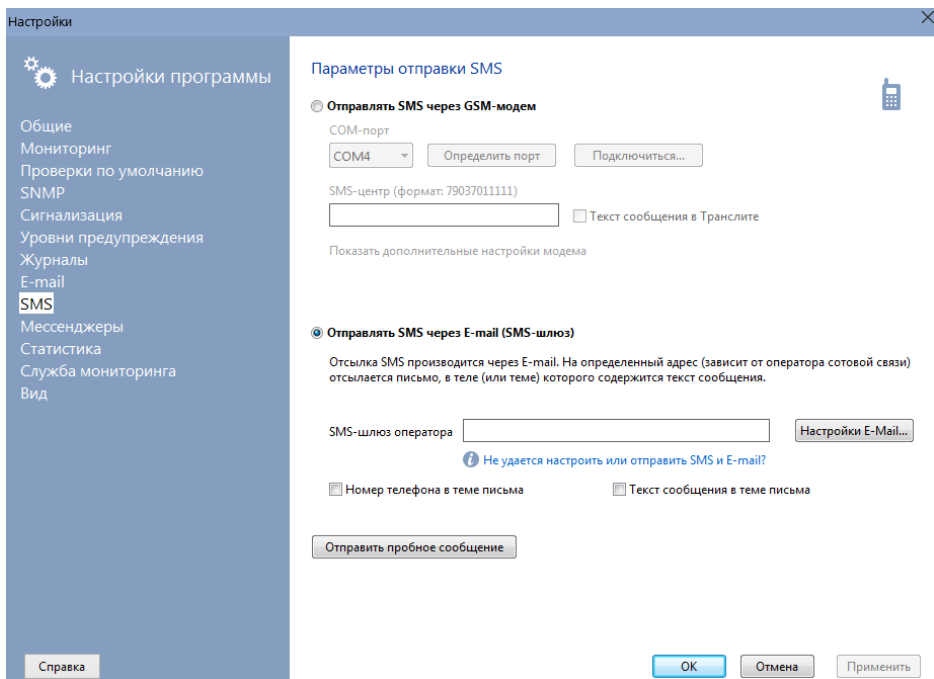 Настройки
Настройки программы
Общие
Мониторинг
Проверки по умолчанию
SNMP
Сигнализация
Уровни предупреждения
Журналы
E-mail
SMS
Мессенджеры
Статистика
Служба мониторинга
Вид
Справка
Параметры отправки SMS
Отправлять SMS через GSM-модем
COM-порт
COM4
Определить порт
Подключиться...
SMS-центр (формат: 79037011111)
Текст сообщения в Транслите
Показать дополнительные настройки модема
Отправлять SMS через E-mail (SMS-шлюз)
Отсылка SMS производится через E-mail. На определенный адрес (зависит от оператора сотовой связи)
отсылается письмо, в теле (или теме) которого содержится текст сообщения.
SMS-шлюз оператора
Настройки E-Mail...
Не удается настроить или отправить SMS и E-mail?
Номер телефона в теме письма
Текст сообщения в теме письма
Отправить пробное сообщение
OK
Отмена
Применить